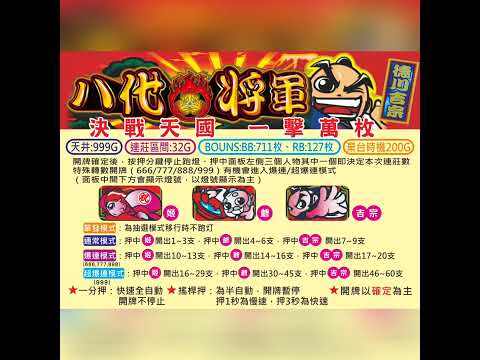 八代將軍
德川吉宗
決戰天國 一擊萬枚
天井:999G 連莊區間:32G BOUNS:BB:711枚、RB:127枚 棄台時機200G
開牌確定後，按押分鍵停止跑燈，押中面板左側三個人物其中一個即決定本次連莊數
特殊轉數開牌(666/777/888/999)有機會進入爆連/超爆連模式
(面板中間下方會顯示燈號，以燈號顯示為主)
姬 爺 吉宗
單發模式:為抽選模式移行時不跑灯
通常模式:押中 姬 開出1~3支，押中 爺 開出4~6支，押中 吉宗 開出7~9支
爆連模式:押中 姬 開出10~13支，押中 爺 開出14~16支，押中 吉宗 開出17~20支
(666,777,888)
超爆連模式:押中 姬 開出16~29支，押中 爺 開出30~45支，押中 吉宗 開出46~60支
(999)
★一分押:快速全自動 ★搖桿押:為半自動，開牌暫停 ★開牌以確定為主
開牌不停止 押1秒為慢速，押3秒為快速